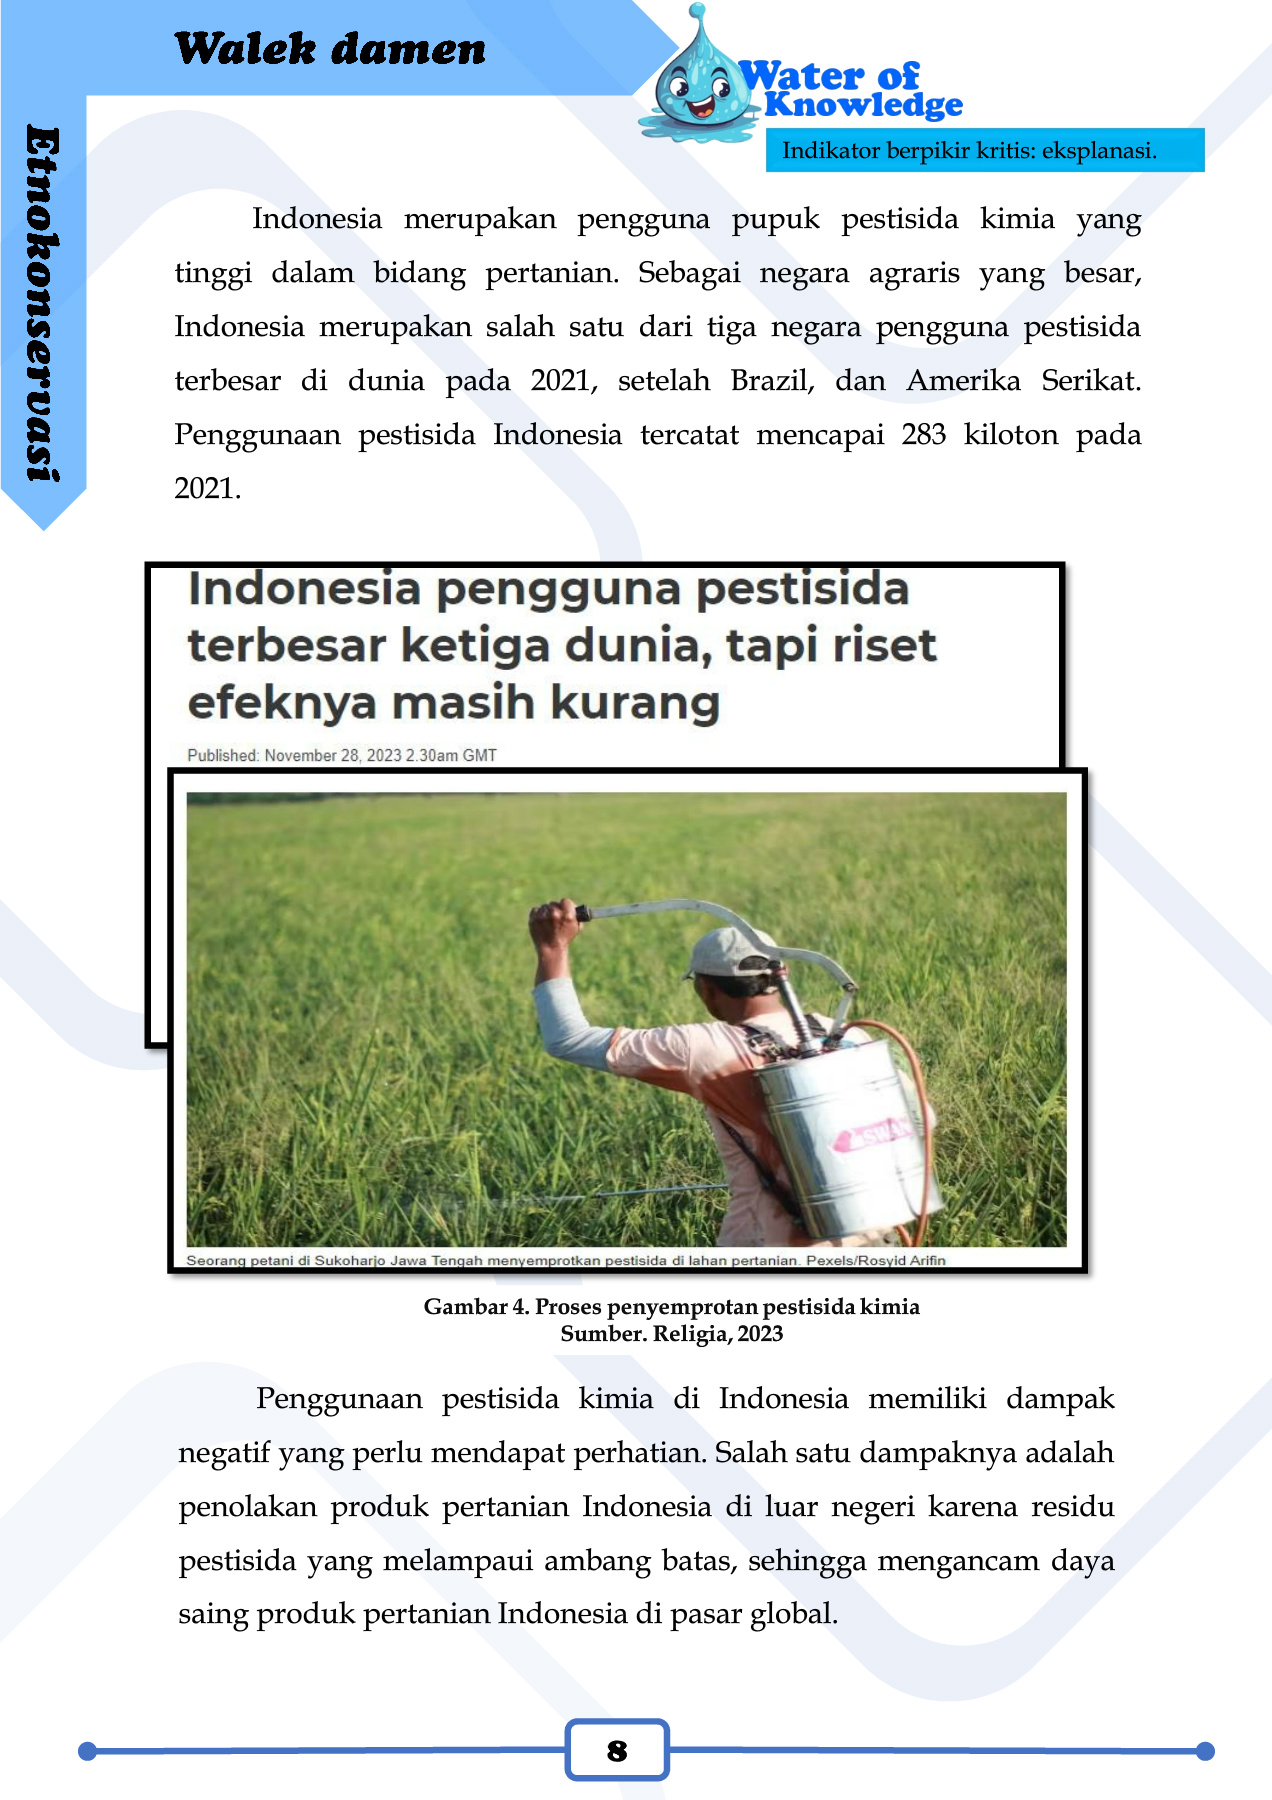 Walek damen
Etnokonservasi
Water of
Knowledge
Indikator berpikir kritis: eksplanasi.
Indonesia merupakan pengguna pupuk pestisida kimia yang
tinggi dalam bidang pertanian. Sebagai negara agraris yang besar,
Indonesia merupakan salah satu dari tiga negara pengguna pestisida
terbesar di dunia pada 2021, setelah Brazil, dan Amerika Serikat.
Penggunaan pestisida Indonesia tercatat mencapai 283 kiloton pada
2021.
Indonesia pengguna pestisida
terbesar ketiga dunia, tapi riset
efeknya masih kurang
Published: November 28, 2023 2.30am GMT
SWAN
Seorang petani di Sukoharjo Jawa Tengah menyemprotkan pestisida di lahan pertanian. Pexels/Rosyid Arifin
Gambar 4. Proses penyemprotan pestisida kimia
Sumber. Religia, 2023
Penggunaan pestisida kimia di Indonesia memiliki dampak
negatif yang perlu mendapat perhatian. Salah satu dampaknya adalah
penolakan produk pertanian Indonesia di luar negeri karena residu
pestisida yang melampaui ambang batas, sehingga mengancam daya
saing produk pertanian Indonesia di pasar global.
8